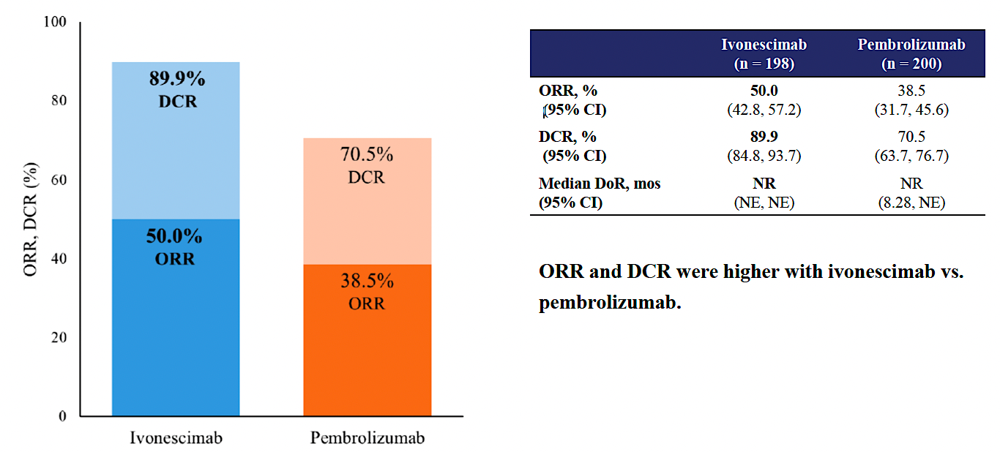 100
80
60
40
20
0
ORR, DCR (%)
89.9%
DCR
50.0%
ORR
70.5%
DCR
38.5%
ORR
Ivonescimab Pembrolizumab
Ivonescimab Pembrolizumab
(n = 198) (n = 200)
ORR, % 50.0 38.5
(95% CI) (42.8, 57.2) (31.7, 45.6)
DCR, % 89.9 70.5
(95% CI) (84.8, 93.7) (63.7, 76.7)
Median DoR, mos NR NR
(95% CI) (NE, NE) (8.28, NE)
ORR and DCR were higher with ivonescimab vs.
pembrolizumab.